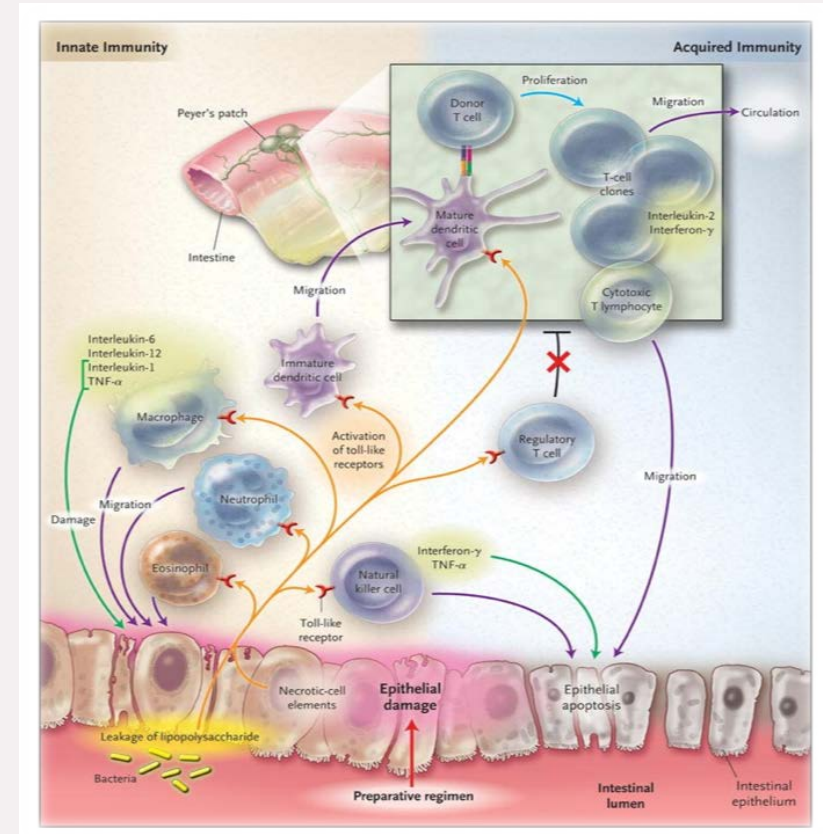 Innate Immunity
Acquired Immunity
Peyer's patch
Intestine
Donor
T cell
Proliferation
Migration
Circulation
T-cell
clones
Interleukin-2
Interferon-γ
Mature
dendritic
cell
Cytotoxic
T lymphocyte
Migration
Immature
dendritic cell
Interleukin-6
Interleukin-12
Interleukin-1
TNF-α
Macrophage
Activation
of toll-like
receptors
Regulatory
T cell
Neutrophil
Migration
Damage
Migration
Eosinophil
Natural
killer cell
Interferon-γ
TNF-α
Toll-like
receptor
Necrotic-cell
elements
Epithelial
damage
Epithelial
apoptosis
Leakage of lipopolysaccharide
Bacteria
Preparative regimen
Intestinal
lumen
Intestinal
epithelium